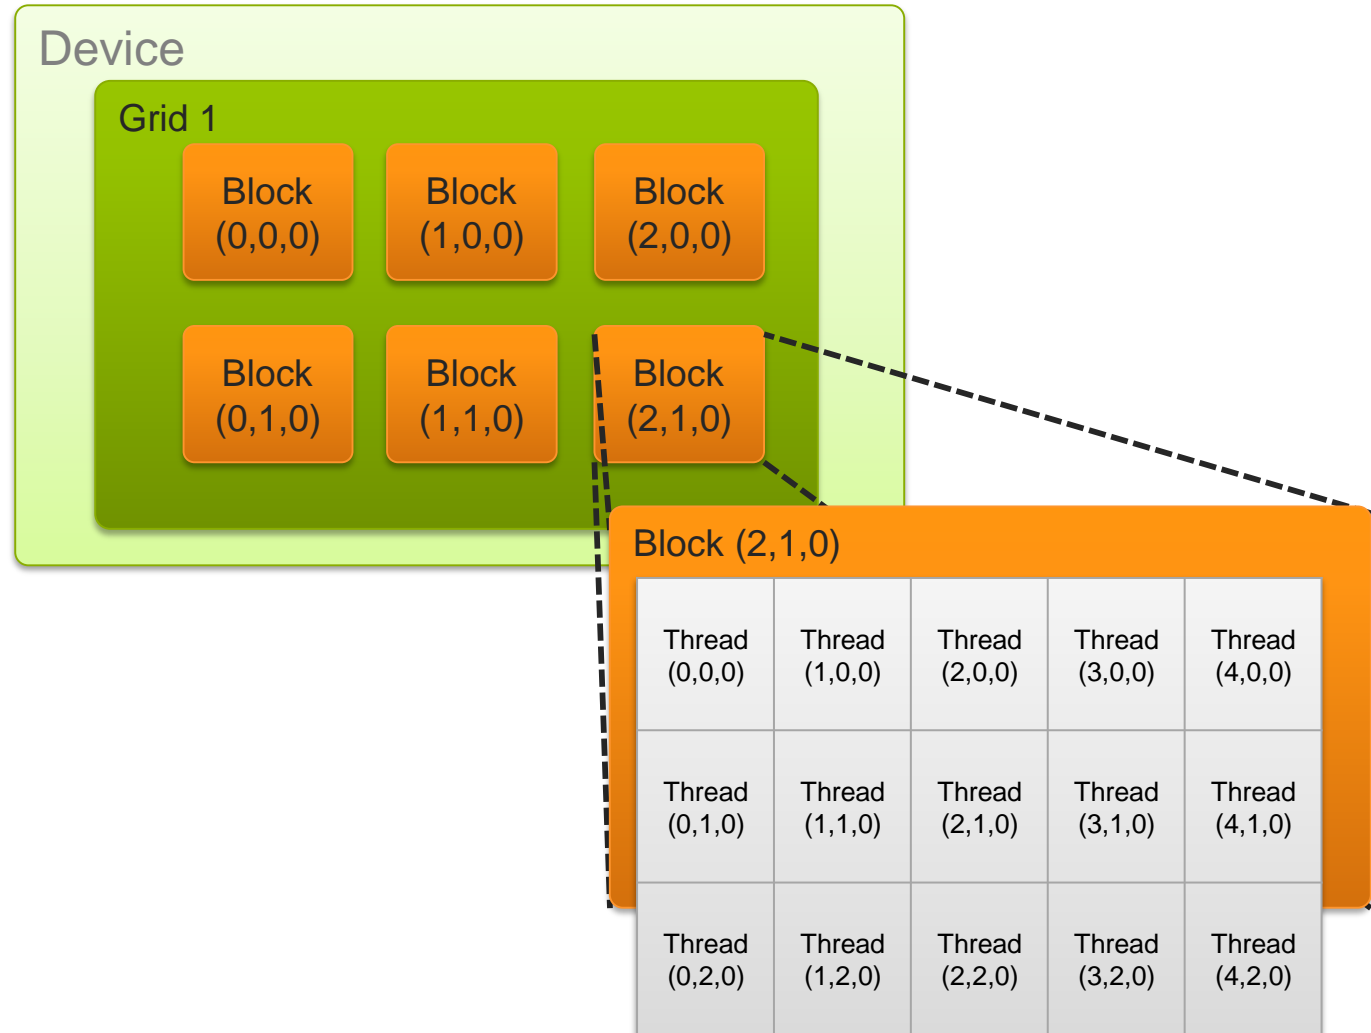 Device
Grid 1
Block
(0,0,0)
Block
(1,0,0)
Block
(2,0,0)
Block
(0,1,0)
Block
(1,1,0)
Block
(2,1,0)
Block (2,1,0)
Thread
(0,0,0)
Thread
(1,0,0)
Thread
(2,0,0)
Thread
(3,0,0)
Thread
(4,0,0)
Thread
(0,1,0)
Thread
(1,1,0)
Thread
(2,1,0)
Thread
(3,1,0)
Thread
(4,1,0)
Thread
(0,2,0)
Thread
(1,2,0)
Thread
(2,2,0)
Thread
(3,2,0)
Thread
(4,2,0)